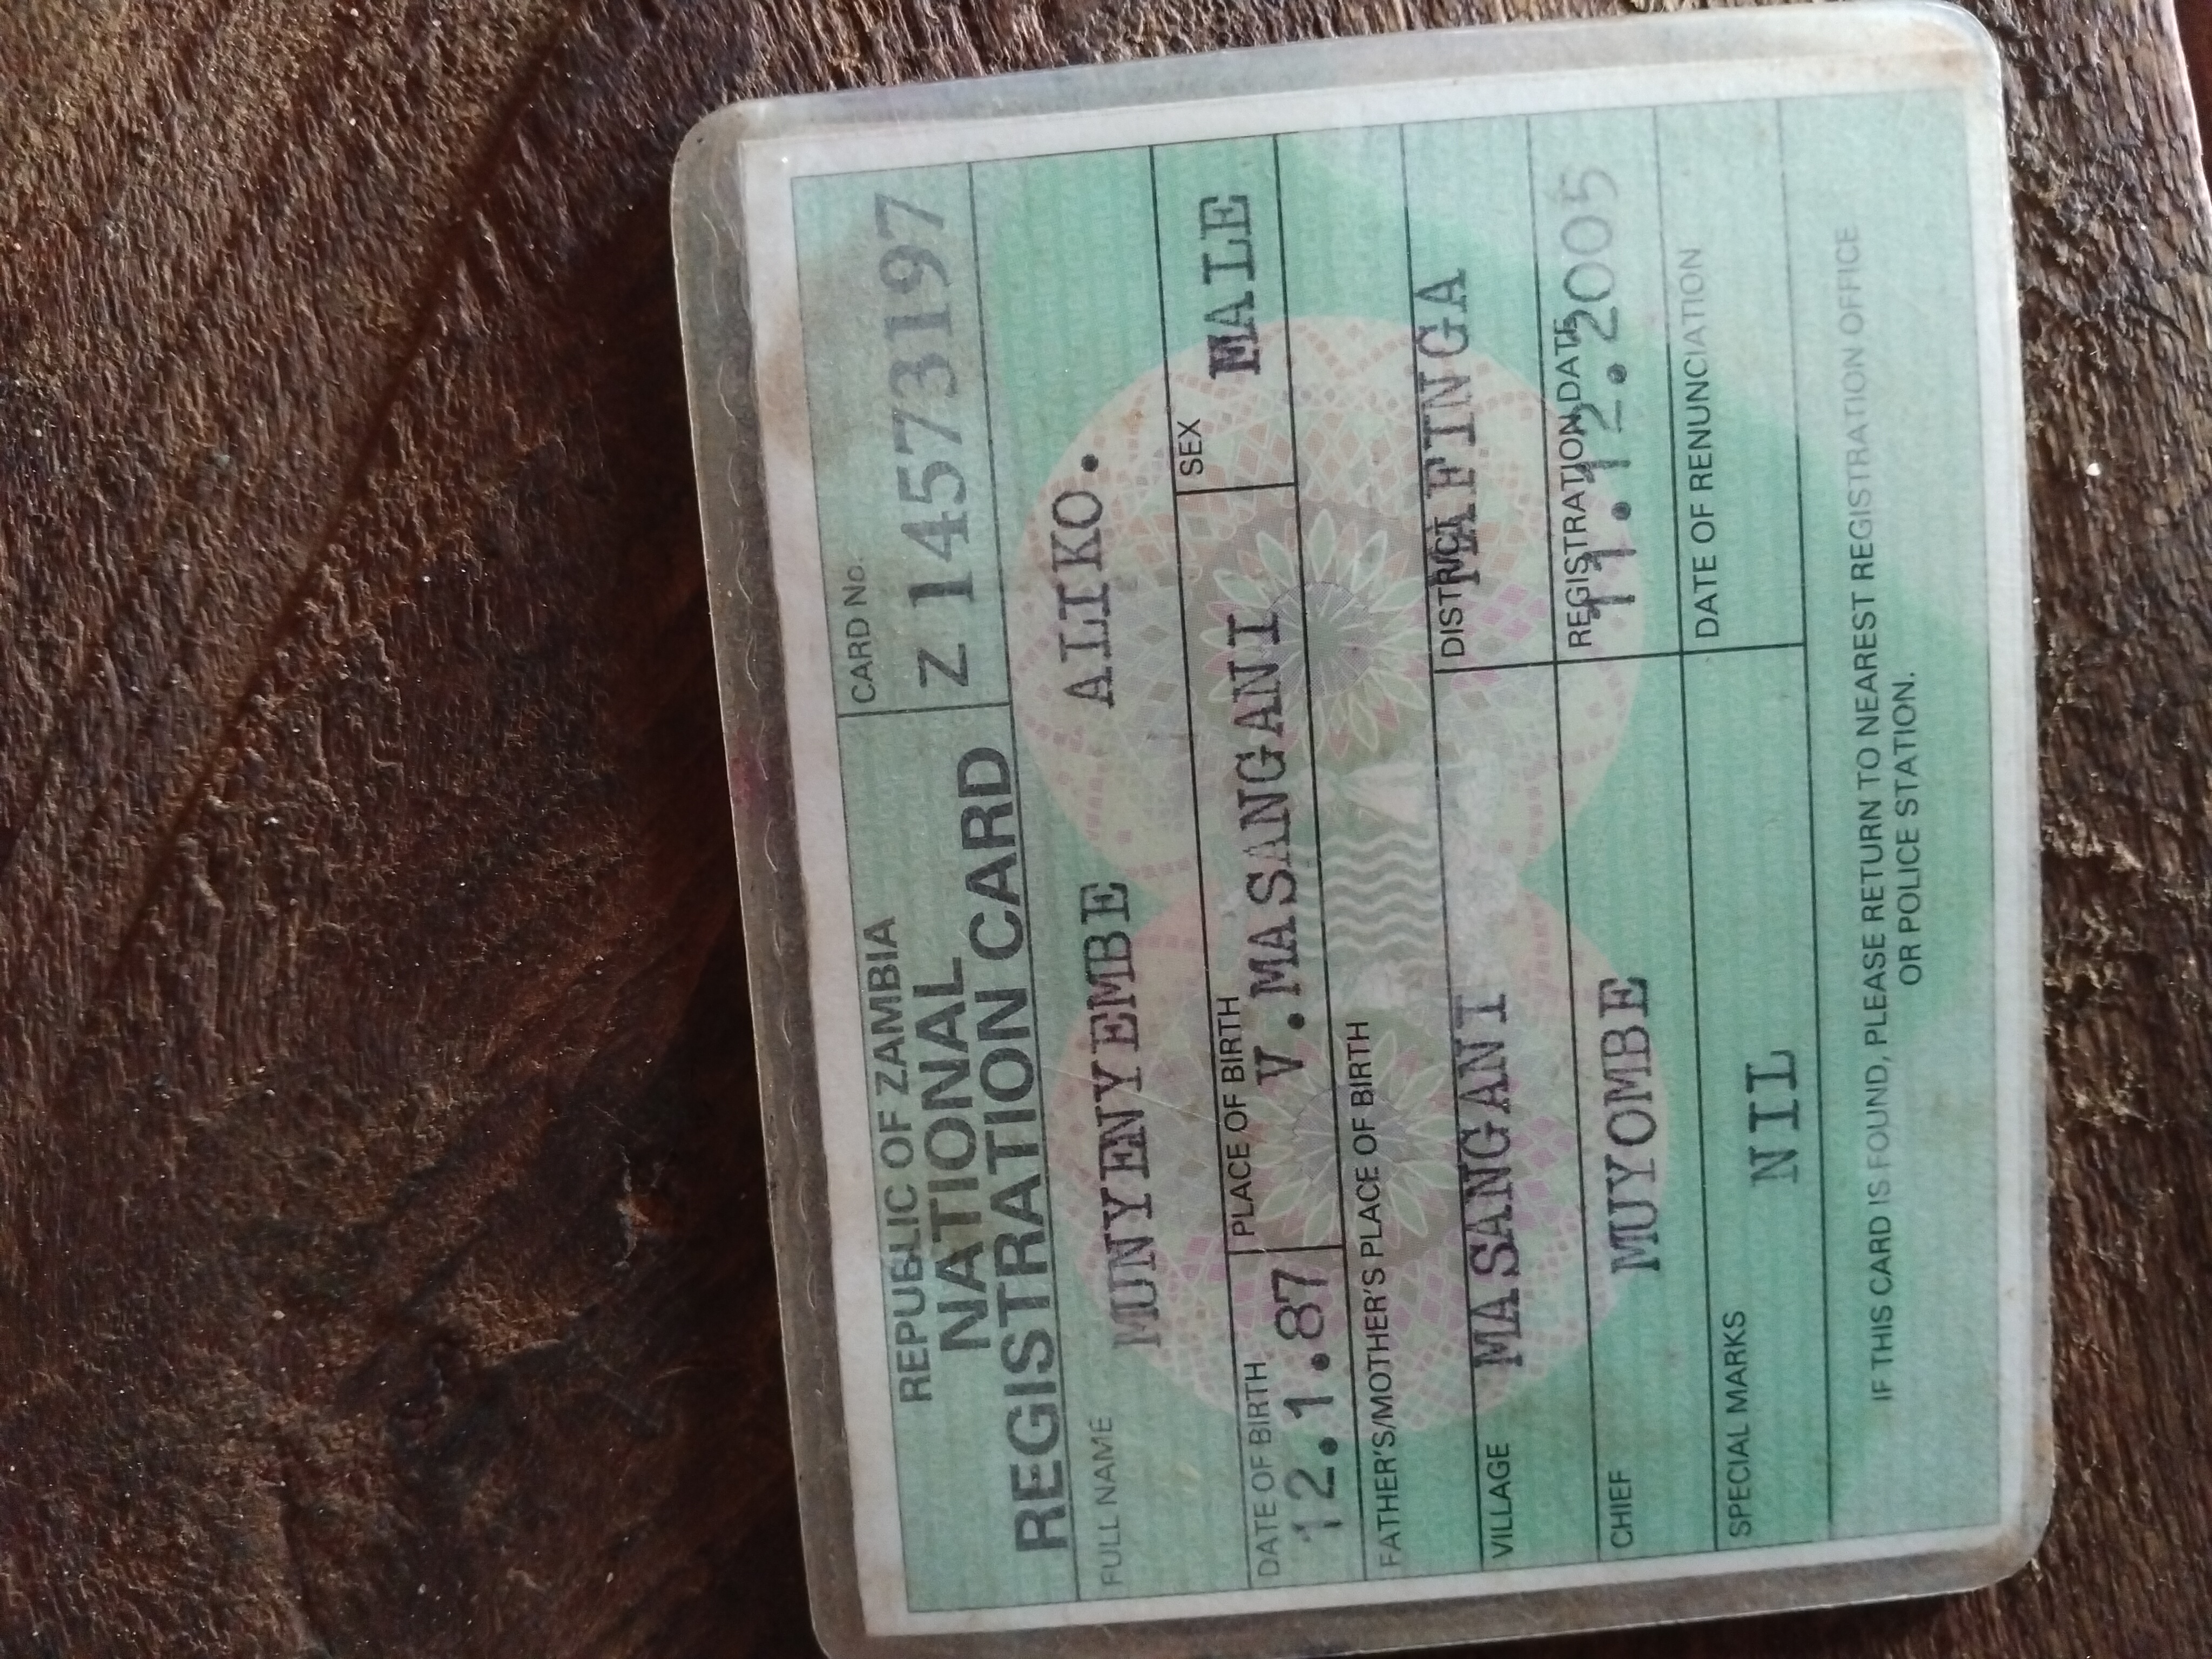 REPUBLIC OF ZAMBIA
NATIONAL
REGISTRATION CARD
CARD No.
Z 14573197
FULL NAME
MUNYENYEMBE ALIKO.
DATE OF BIRTH
12.1.87
PLACE OF BIRTH
V.MASANGANI
SEX
MALE
FATHER'S/MOTHER'S PLACE OF BIRTH
VILLAGE
MASANGANI
DISTRICT
MAFINGA
CHIEF
MUYOMBE
REGISTRATION DATE
11.12.2005
SPECIAL MARKS
NIL
DATE OF RENUNCIATION
IF THIS CARD IS FOUND, PLEASE RETURN TO NEAREST REGISTRATION OFFICE
OR POLICE STATION.